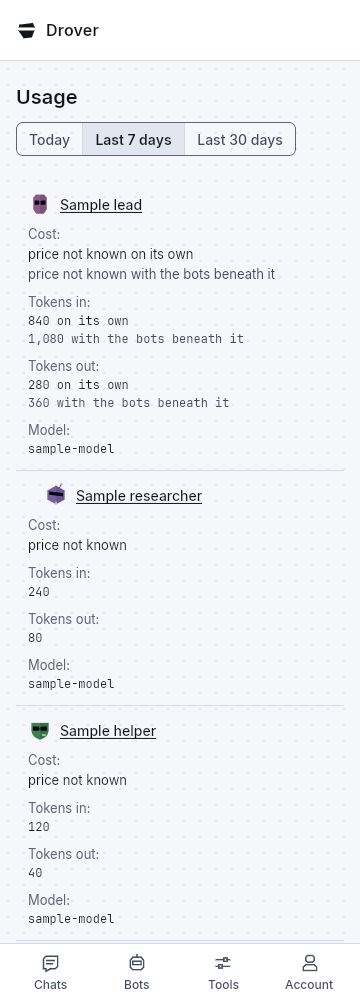 Drover
Usage
Today
Last 7 days
Last 30 days
Sample lead
Cost:
price not known on its own
price not known with the bots beneath it
Tokens in:
840 on its own
1,080 with the bots beneath it
Tokens out:
280 on its own
360 with the bots beneath it
Model:
sample-model
Sample researcher
Cost:
price not known
Tokens in:
240
Tokens out:
80
Model:
sample-model
Sample helper
Cost:
price not known
Tokens in:
120
Tokens out:
40
Model:
sample-model
Chats
Bots
Tools
Account